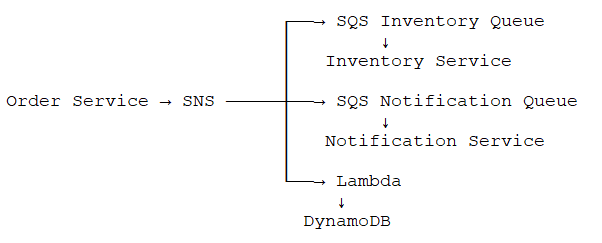 → SQS Inventory Queue
↓
Inventory Service
Order Service → SNS → SQS Notification Queue
↓
Notification Service
→ Lambda
↓
DynamoDB